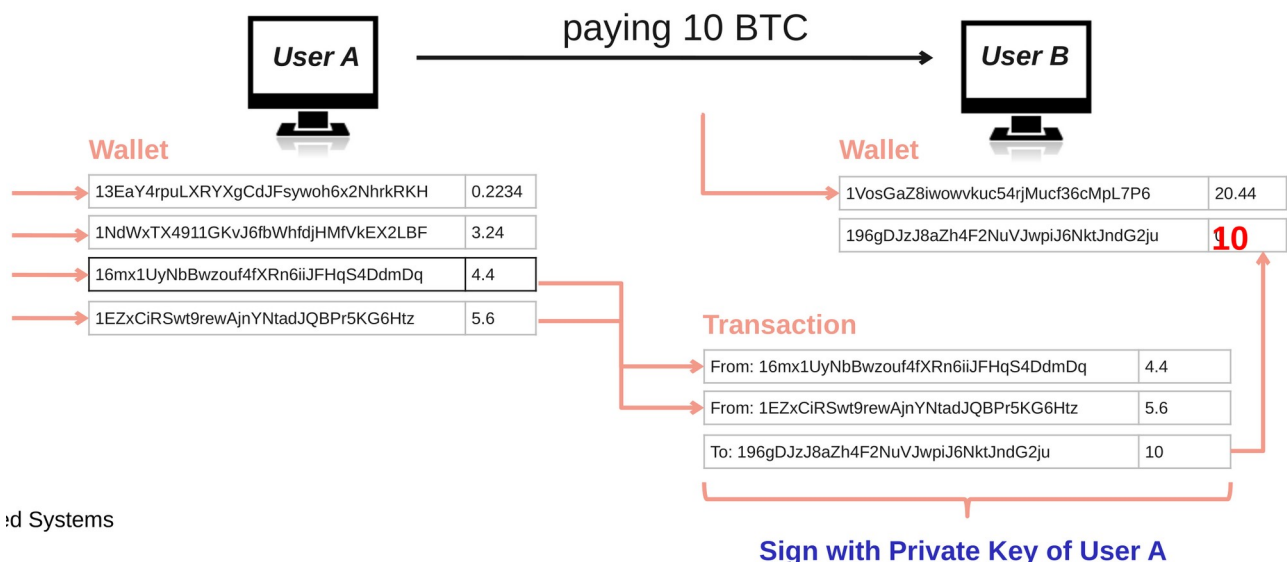 paying 10 BTC
User A
User B
Wallet
13EaY4rpuLXRYXgCdJFsywoh6x2NhrkRKH 0.2234
1NdWxTX4911GKvJ6fbWhfdjHMfVkEX2LBF 3.24
16mx1UyNbBwzouf4fXRn6iiJFHqS4DdmDq 4.4
1EZxCiRSwt9rewAjnYNtadJQBPr5KG6Htz 5.6
Wallet
1VosGaZ8iwowvkuc54rjMucf36cMpL7P6 20.44
196gDJzJ8aZh4F2NuVJwpiJ6NktJndG2ju 10
Transaction
From: 16mx1UyNbBwzouf4fXRn6iiJFHqS4DdmDq 4.4
From: 1EZxCiRSwt9rewAjnYNtadJQBPr5KG6Htz 5.6
To: 196gDJzJ8aZh4F2NuVJwpiJ6NktJndG2ju 10
Systems
Sign with Private Key of User A